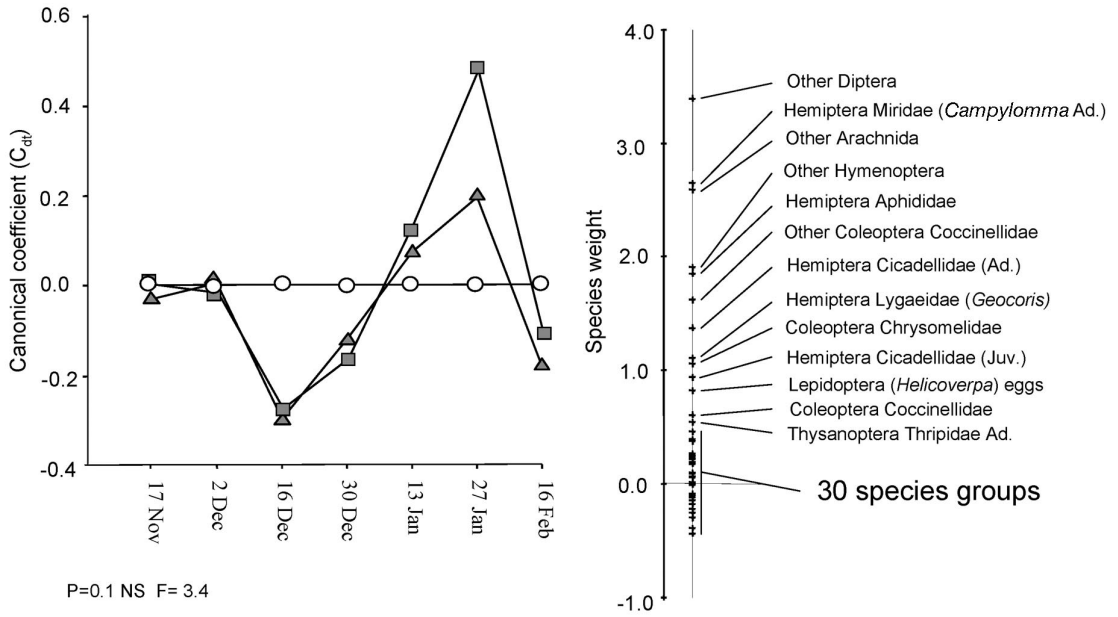 0.6
0.4
0.2
0.0
-0.2
-0.4
Canonical coefficient (Cdt)
17 Nov
2 Dec
16 Dec
30 Dec
13 Jan
27 Jan
16 Feb
P=0.1 NS F= 3.4
4.0
3.0
2.0
1.0
0.0
-1.0
Species weight
Other Diptera
Hemiptera Miridae (Campylomma Ad.)
Other Arachnida
Other Hymenoptera
Hemiptera Aphididae
Other Coleoptera Coccinellidae
Hemiptera Cicadellidae (Ad.)
Hemiptera Lygaeidae (Geocoris)
Coleoptera Chrysomelidae
Hemiptera Cicadellidae (Juv.)
Lepidoptera (Helicoverpa) eggs
Coleoptera Coccinellidae
Thysanoptera Thripidae Ad.
30 species groups